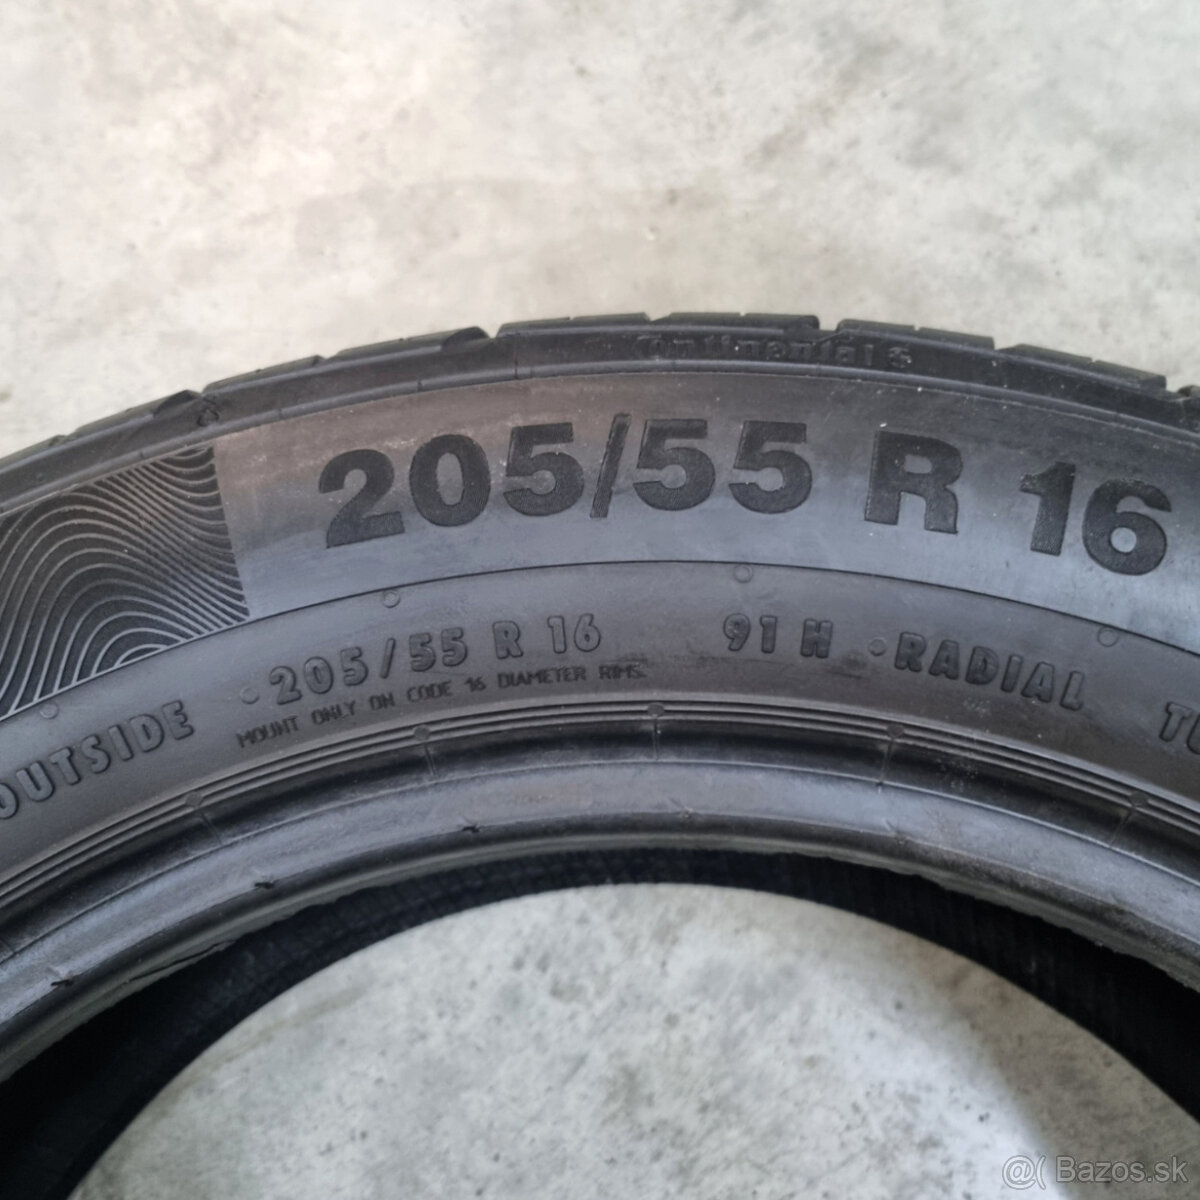 Continental
205/55 R 16
205/55 R 16 91 H RADIAL
MOUNT ONLY ON CODE 16 DIAMETER RIMS.
OUTSIDE
@( Bazos.sk